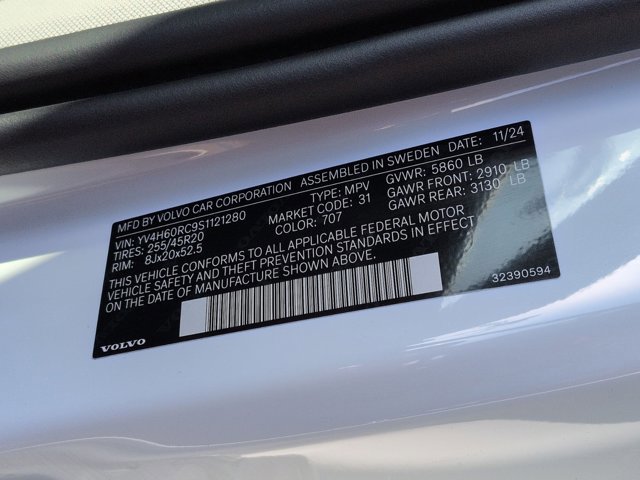 MFD BY VOLVO CAR CORPORATION ASSEMBLED IN SWEDEN DATE: 11/24
VIN: YV4H60RC9S1121280 TYPE: MPV GVWR: 5860 LB
TIRES: 255/45R20 MARKET CODE: 31 GAWR FRONT: 2910 LB
RIM: 8Jx20x52.5 COLOR: 707 GAWR REAR: 3130 LB
THIS VEHICLE CONFORMS TO ALL APPLICABLE FEDERAL MOTOR
VEHICLE SAFETY AND THEFT PREVENTION STANDARDS IN EFFECT
ON THE DATE OF MANUFACTURE SHOWN ABOVE.
32390594
VOLVO